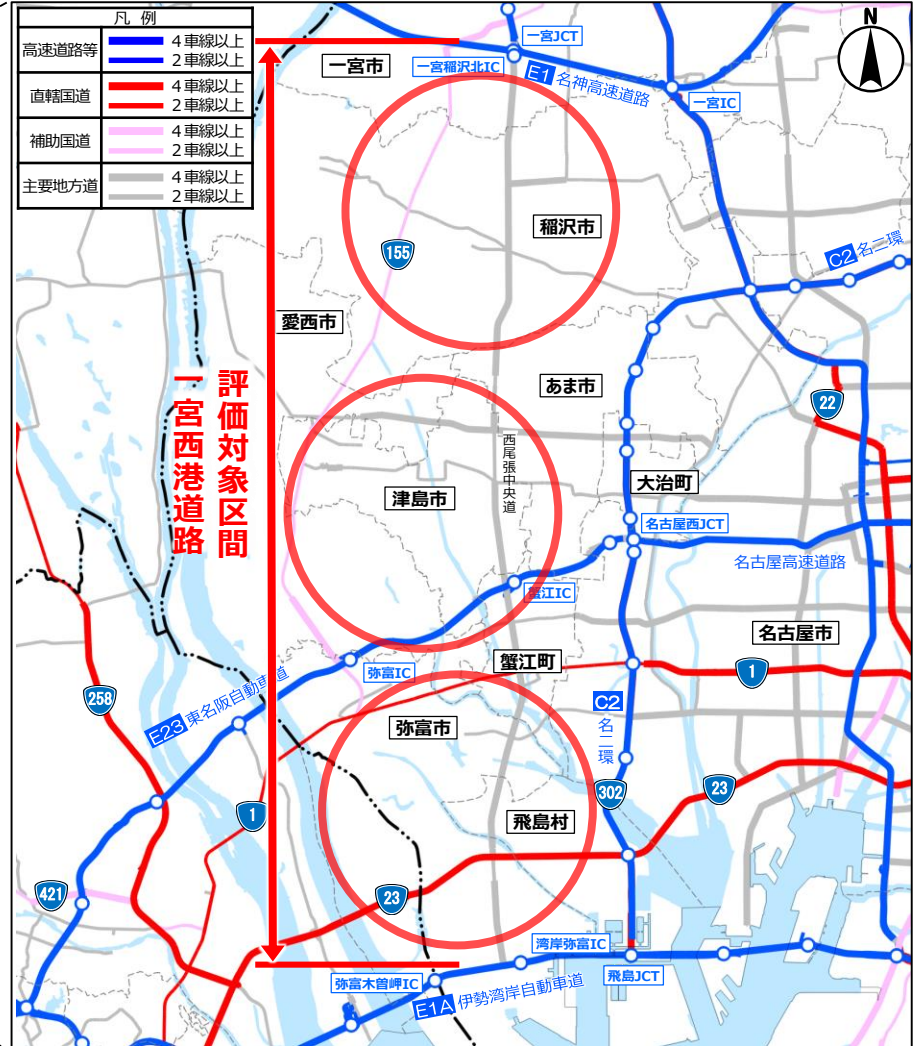 凡 例
高速道路等
4車線以上
2車線以上
直轄国道
4車線以上
2車線以上
補助国道
4車線以上
2車線以上
主要地方道
4車線以上
2車線以上
N
一宮JCT
一宮市
一宮稲沢北IC
E1 名神高速道路
一宮IC
稲沢市
155
C2 名二環
愛西市
評価対象区間
一宮西港道路
あま市
22
西尾張中央道
大治町
津島市
名古屋西JCT
名古屋高速道路
蟹江IC
名古屋市
蟹江町
弥富IC
1
258
E23 東名阪自動車道
弥富市
C2 名二環
302
23
1
飛島村
421
23
湾岸弥富IC
飛島JCT
弥富木曽岬IC
E1A 伊勢湾岸自動車道